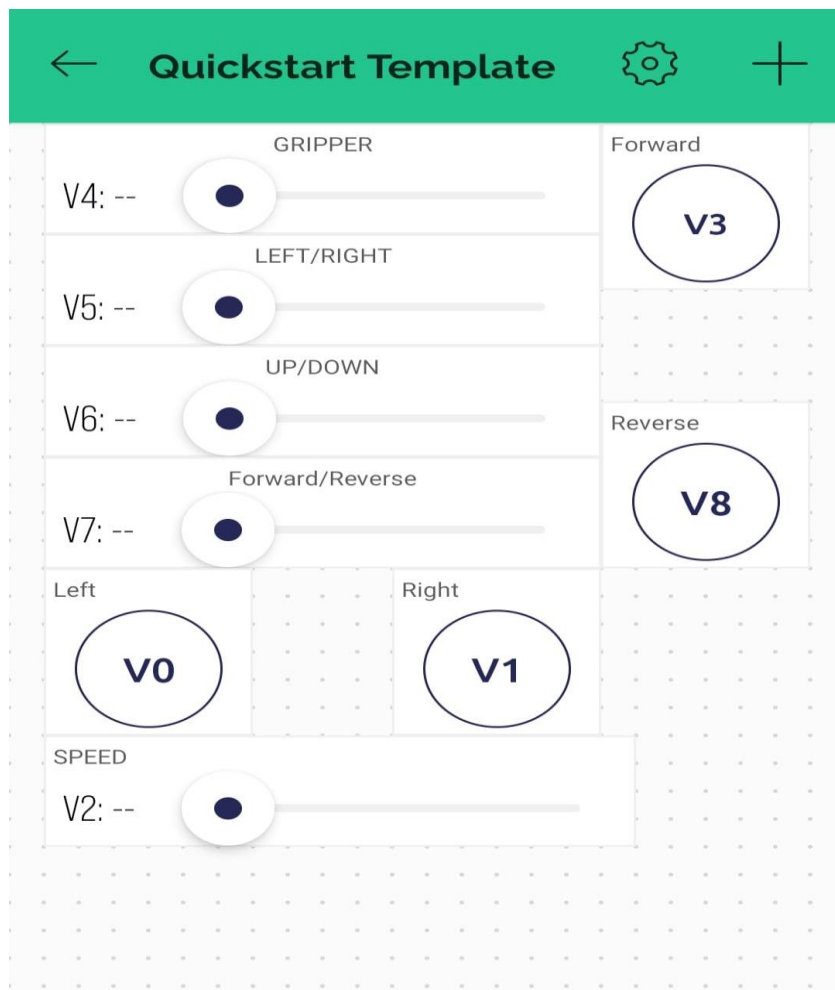 Quickstart Template
GRIPPER
V4: --
Forward
V3
LEFT/RIGHT
V5: --
UP/DOWN
V6: --
Reverse
V8
Forward/Reverse
V7: --
Left
V0
Right
V1
SPEED
V2: --